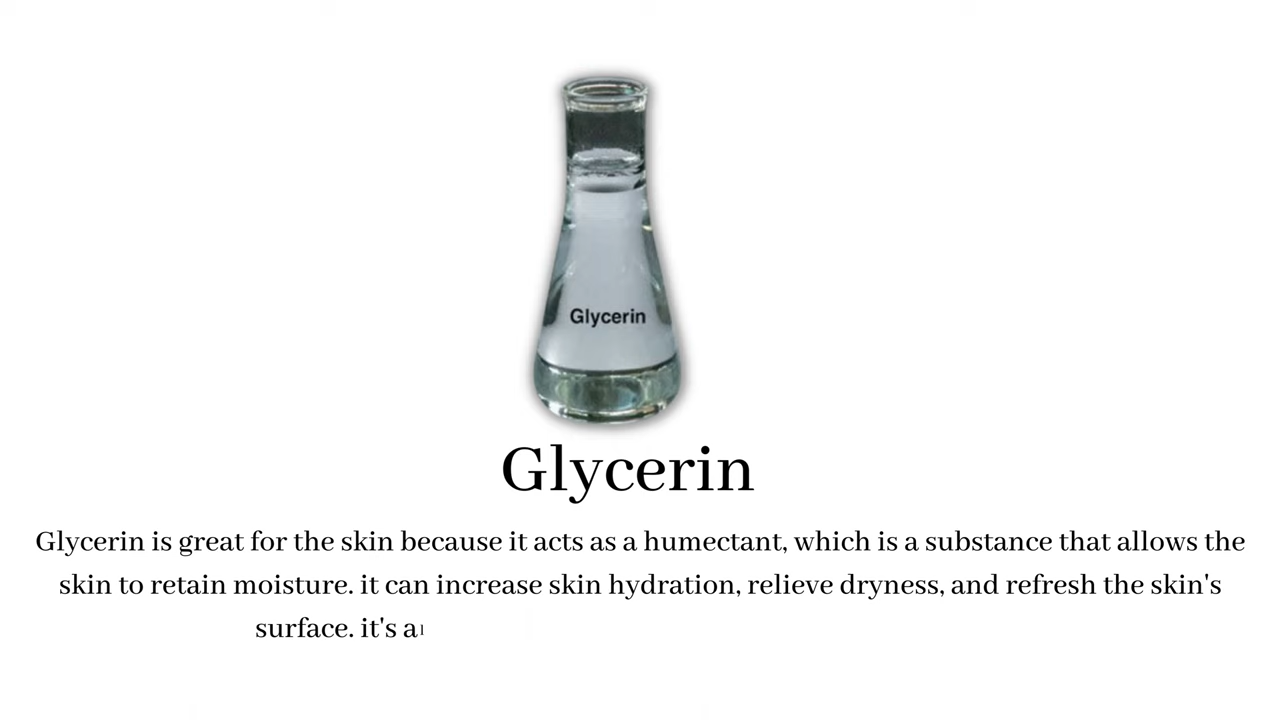 Glycerin
Glycerin
Glycerin is great for the skin because it acts as a humectant, which is a substance that allows the
skin to retain moisture. it can increase skin hydration, relieve dryness, and refresh the skin's
surface. it's al